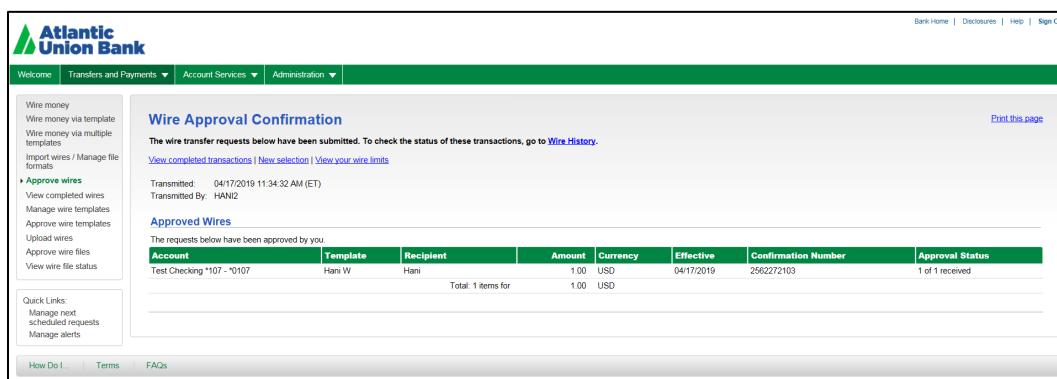 Bank Home | Disclosures | Help | Sign
Atlantic
Union Bank
Welcome Transfers and Payments Account Services Administration
Wire money
Wire money via template
Wire money via multiple
templates
Import wires / Manage file
formats
Approve wires
View completed wires
Manage wire templates
Approve wire templates
Upload wires
Approve wire files
View wire file status
Quick Links:
Manage next
scheduled requests
Manage alerts
Wire Approval Confirmation
Print this page
The wire transfer requests below have been submitted. To check the status of these transactions, go to Wire History.
View completed transactions | New selection | View your wire limits
Transmitted: 04/17/2019 11:34:32 AM (ET)
Transmitted By: HANI2
Approved Wires
The requests below have been approved by you.
Account Template Recipient Amount Currency Effective Confirmation Number Approval Status
Test Checking *107 - *0107 Hani W Hani 1.00 USD 04/17/2019 2562272103 1 of 1 received
Total: 1 items for 1.00 USD
How Do I... Terms FAQs